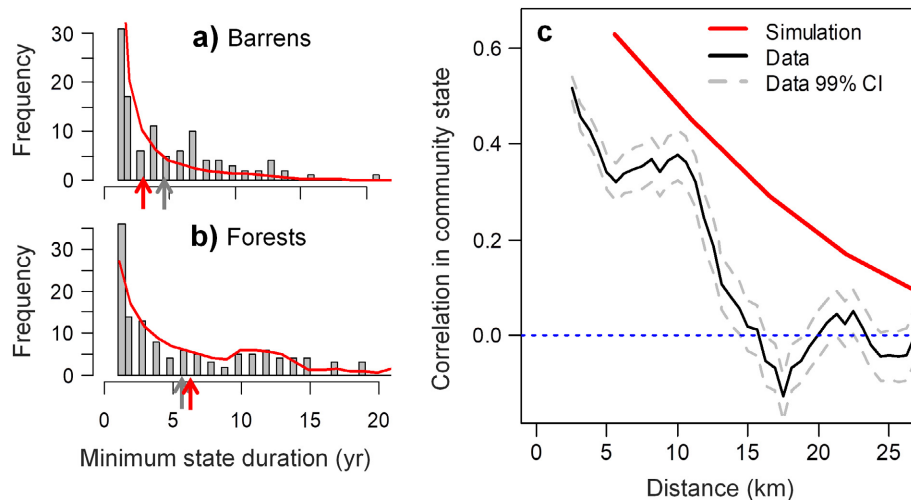 a) Barrens
Frequency
30
20
10
0
b) Forests
Frequency
30
20
10
0
0 5 10 15 20
Minimum state duration (yr)
c
Simulation
Data
Data 99% CI
Correlation in community state
0.6
0.4
0.2
0.0
0 5 10 15 20 25
Distance (km)